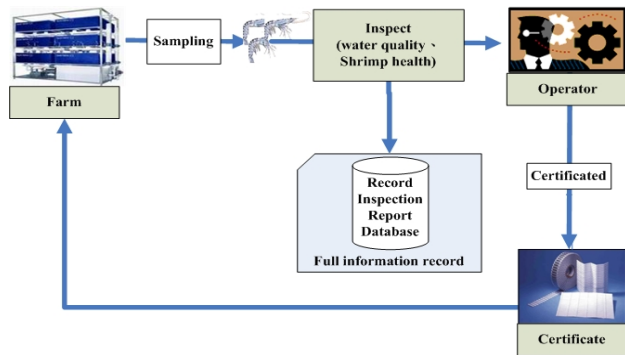 Sampling
Inspect
(water quality、
Shrimp health)
Farm
Operator
Certificated
Record
Inspection
Report
Database
Full information record
Certificate